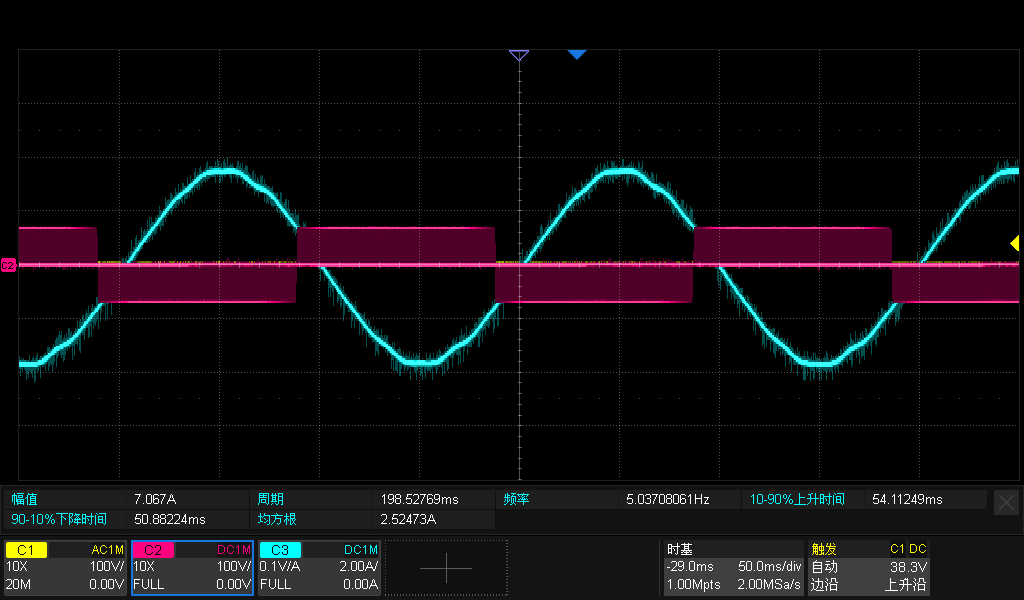 C2
幅值 7.067A 周期 198.52769ms 频率 5.03708061Hz 10-90%上升时间 54.11249ms
90-10%下降时间 50.88224ms 均方根 2.52473A
C1 AC1M C2 DC1M C3 DC1M 时基 触发 C1 DC
10X 100V/ 10X 100V/ 0.1V/A 2.00A/ -29.0ms 50.0ms/div 自动 38.3V
20M 0.00V FULL 0.00V FULL 0.00A 1.00Mpts 2.00MSa/s 边沿 上升沿